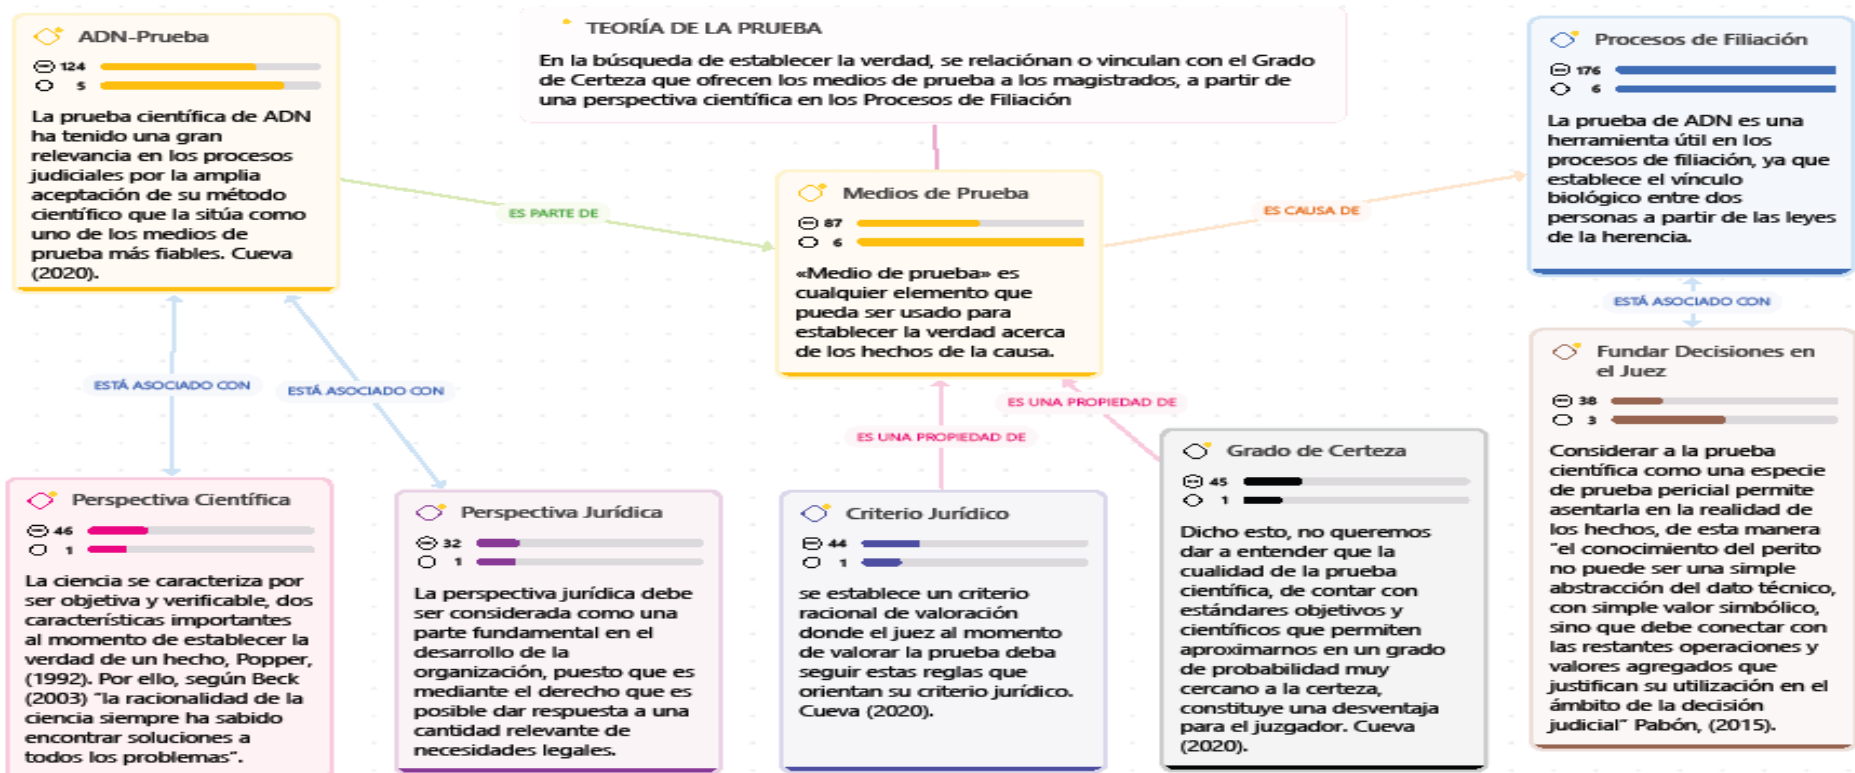 ADN-Prueba
124
5
La prueba científica de ADN
ha tenido una gran
relevancia en los procesos
judiciales por la amplia
aceptación de su método
científico que la sitúa como
uno de los medios de
prueba más fiables. Cueva
(2020).
TEORÍA DE LA PRUEBA
En la búsqueda de establecer la verdad, se relaciónan o vinculan con el Grado
de Certeza que ofrecen los medios de prueba a los magistrados, a partir de
una perspectiva científica en los Procesos de Filiación
Procesos de Filiación
176
6
La prueba de ADN es una
herramienta útil en los
procesos de filiación, ya que
establece el vínculo
biológico entre dos
personas a partir de las leyes
de la herencia.
ES PARTE DE
Medios de Prueba
87
6
«Medio de prueba» es
cualquier elemento que
pueda ser usado para
establecer la verdad acerca
de los hechos de la causa.
ES CAUSA DE
ESTÁ ASOCIADO CON
ESTÁ ASOCIADO CON
ESTÁ ASOCIADO CON
ES UNA PROPIEDAD DE
ES UNA PROPIEDAD DE
Perspectiva Científica
46
1
La ciencia se caracteriza por
ser objetiva y verificable, dos
características importantes
al momento de establecer la
verdad de un hecho, Popper,
(1992). Por ello, según Beck
(2003) "la racionalidad de la
ciencia siempre ha sabido
encontrar soluciones a
todos los problemas".
Perspectiva Jurídica
32
1
La perspectiva jurídica debe
ser considerada como una
parte fundamental en el
desarrollo de la
organización, puesto que es
mediante el derecho que es
posible dar respuesta a una
cantidad relevante de
necesidades legales.
Criterio Jurídico
44
1
se establece un criterio
racional de valoración
donde el juez al momento
de valorar la prueba deba
seguir estas reglas que
orientan su criterio jurídico.
Cueva (2020).
Grado de Certeza
45
1
Dicho esto, no queremos
dar a entender que la
cualidad de la prueba
científica, de contar con
estándares objetivos y
científicos que permiten
aproximarnos en un grado
de probabilidad muy
cercano a la certeza,
constituye una desventaja
para el juzgador. Cueva
(2020).
Fundar Decisiones en
el Juez
38
3
Considerar a la prueba
científica como una especie
de prueba pericial permite
asentarla en la realidad de
los hechos, de esta manera
"el conocimiento del perito
no puede ser una simple
abstracción del dato técnico,
con simple valor simbólico,
sino que debe conectar con
las restantes operaciones y
valores agregados que
justifican su utilización en el
ámbito de la decisión
judicial" Pabón, (2015).